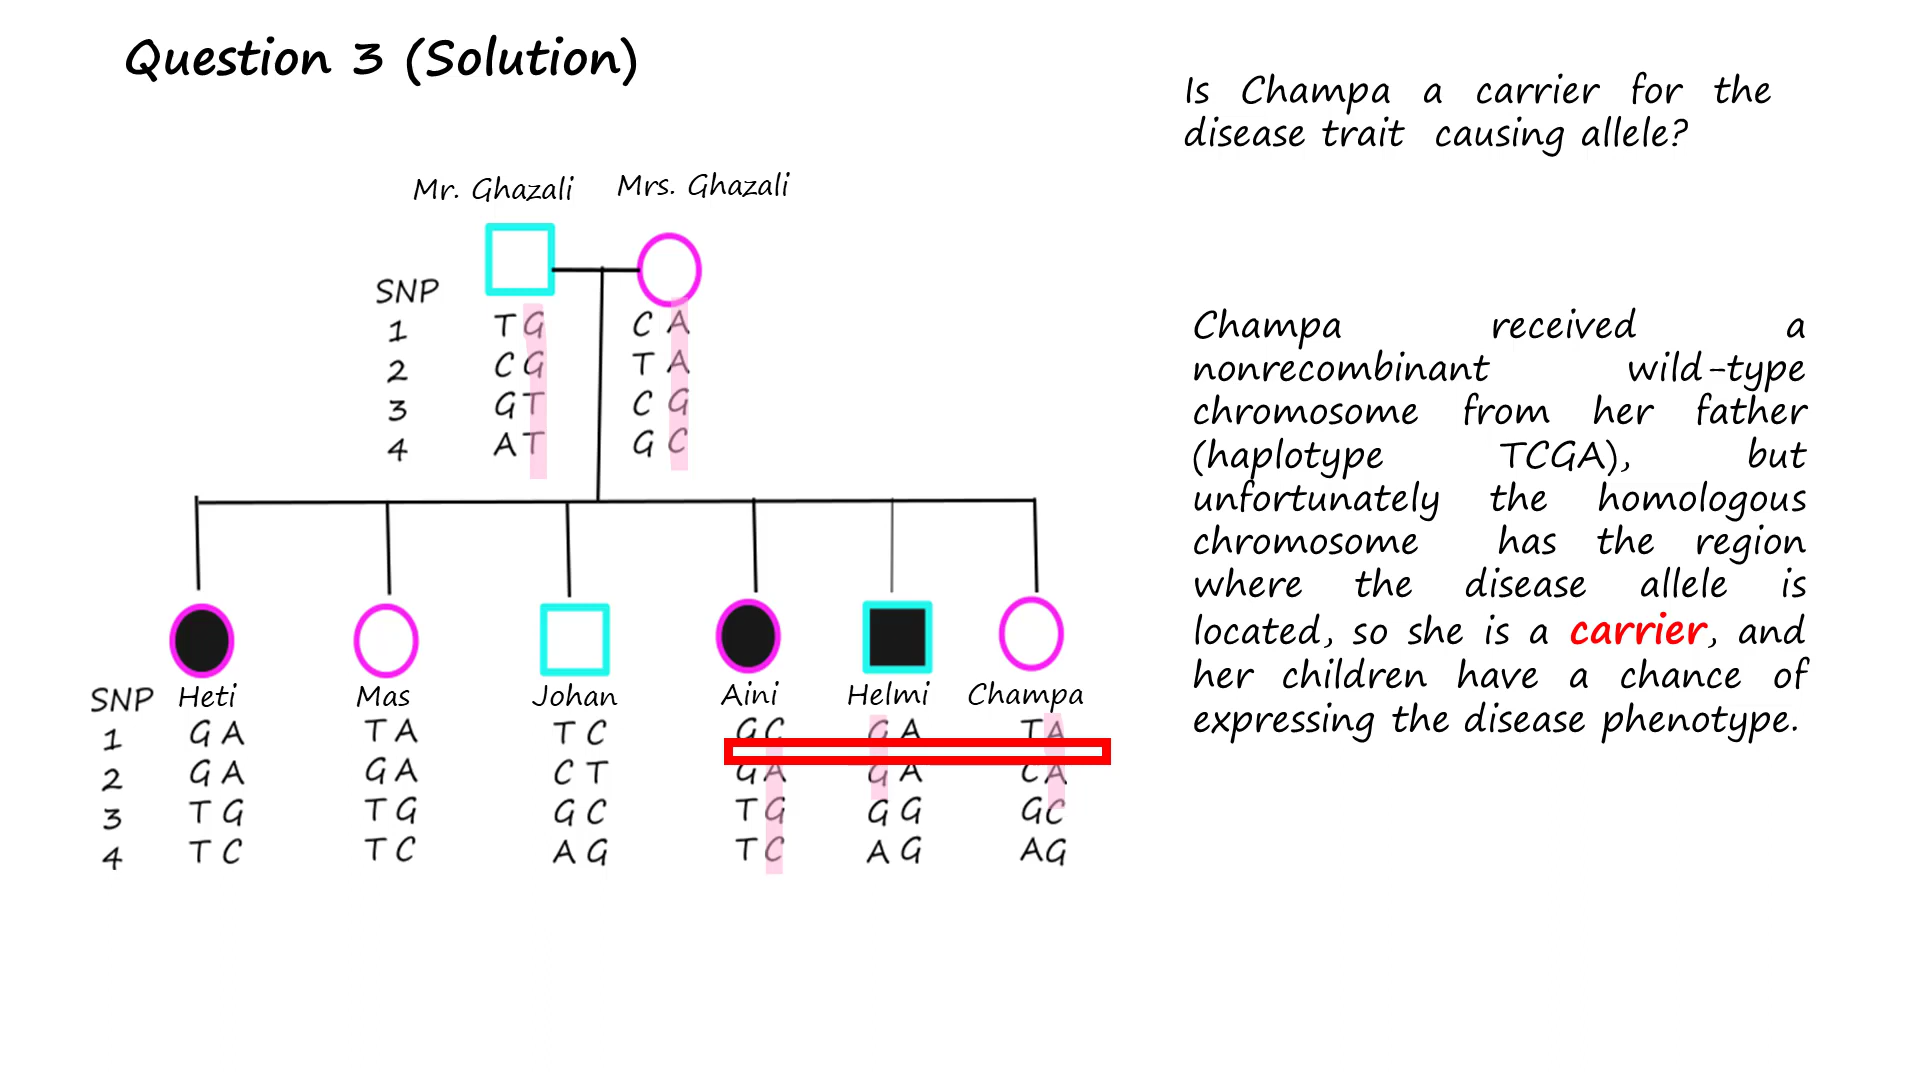 Question 3 (Solution)
Is Champa a carrier for the
disease trait causing allele?
Mr. Ghazali Mrs. Ghazali
SNP
1 T G C A
2 C G T A
3 G T C G
4 A T G C
Champa received a
nonrecombinant wild-type
chromosome from her father
(haplotype TCGA), but
unfortunately the homologous
chromosome has the region
where the disease allele is
located, so she is a carrier, and
her children have a chance of
expressing the disease phenotype.
SNP Heti Mas Johan Aini Helmi Champa
1 G A T A T C G C G A T A
2 G A G A C T G A G A C A
3 T G T G G C T G G G G C
4 T C T C A G T C A G A G